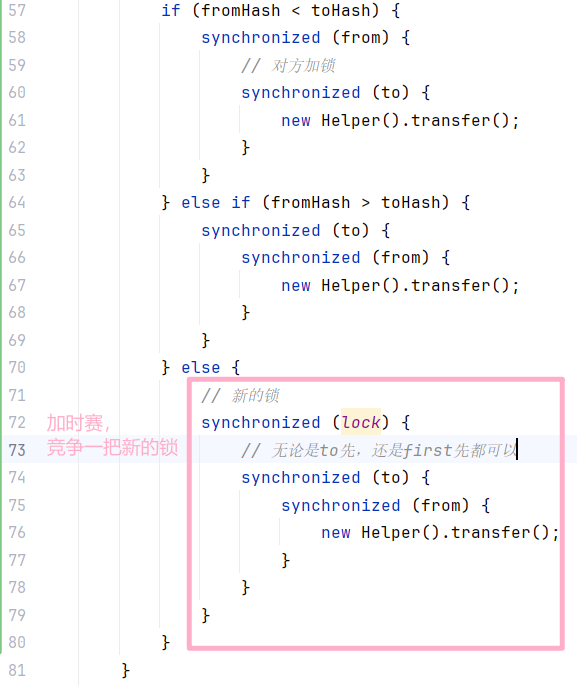 57 if (fromHash < toHash) {
58 synchronized (from) {
59 // 对方加锁
60 synchronized (to) {
61 new Helper().transfer();
62 }
63 }
64 } else if (fromHash > toHash) {
65 synchronized (to) {
66 synchronized (from) {
67 new Helper().transfer();
68 }
69 }
70 } else {
71 // 新的锁
72 synchronized (lock) {
73 // 无论是to先，还是first先都可以
74 synchronized (to) {
75 synchronized (from) {
76 new Helper().transfer();
77 }
78 }
79 }
80 }
81 }
加时赛，
竞争一把新的锁